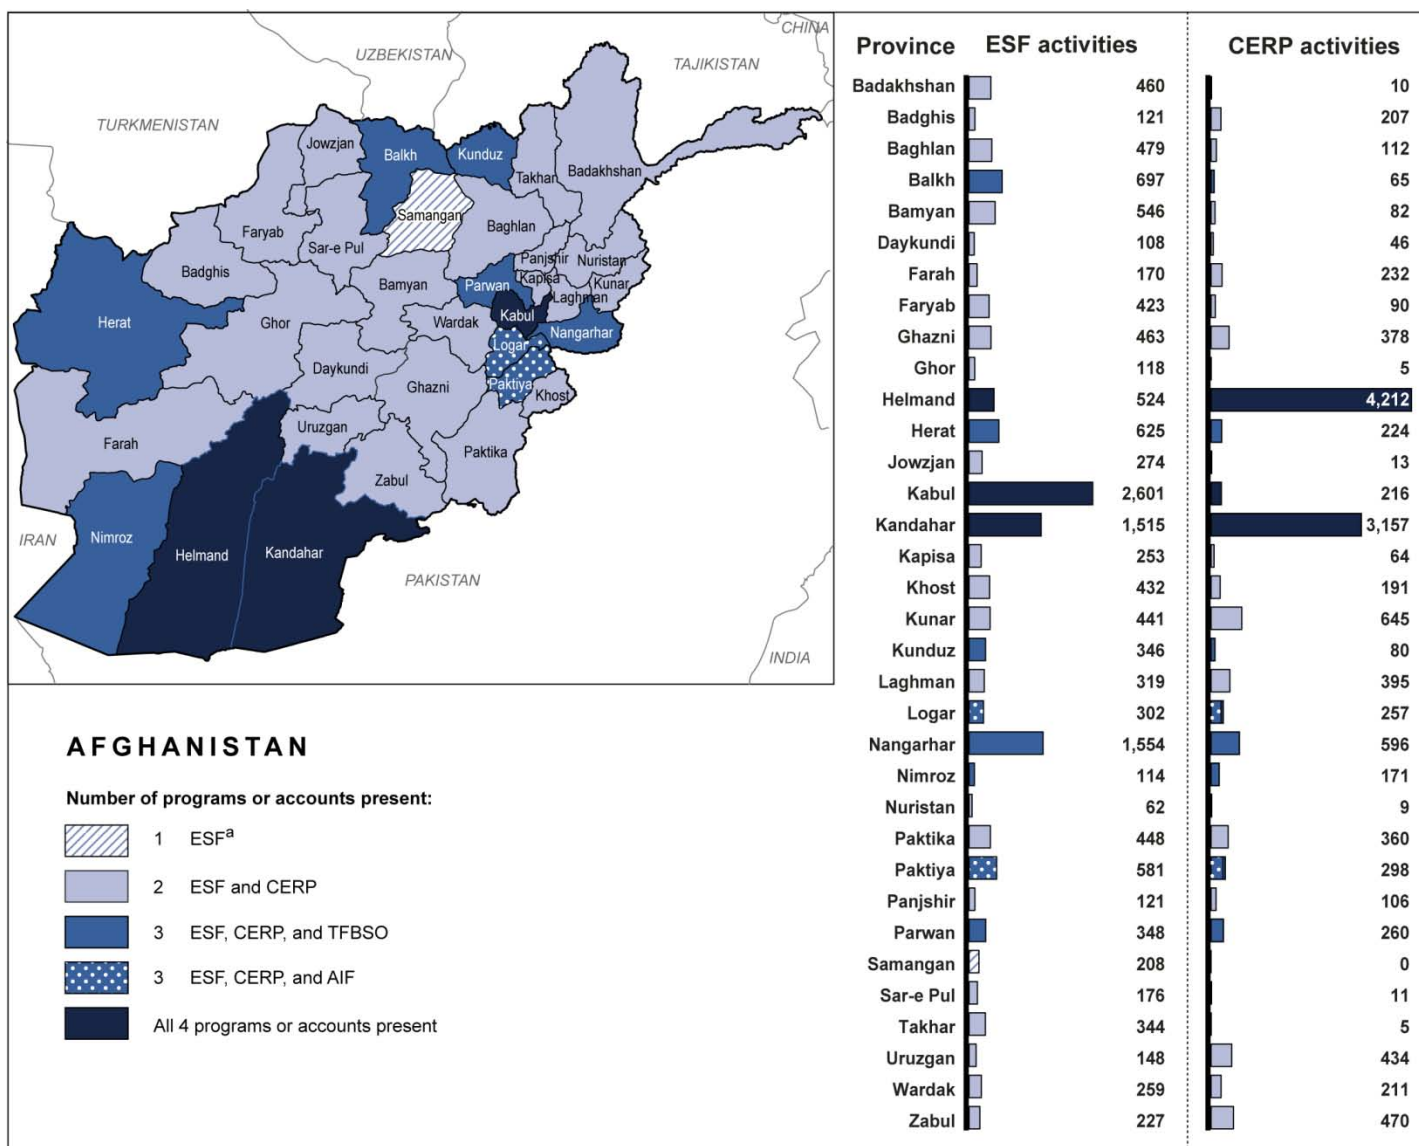 UZBEKISTAN
CHINA
TAJIKISTAN
TURKMENISTAN
Jowzjan
Balkh
Kunduz
Takhan
Badakhshan
Samangan
Faryab
Sar-e Pul
Baghlan
Badghis
Panjshir
Nuristan
Bamyan
Parwan
Kapisa
Kunar
Laghman
Herat
Ghor
Wardak
Kabul
Nangarhar
Logar
Daykundi
Ghazni
Paktiya
Khost
Farah
Uruzgan
Paktika
Zabul
IRAN
Nimroz
Helmand
Kandahar
PAKISTAN
INDIA
AFGHANISTAN
Number of programs or accounts present:
1 ESFa
2 ESF and CERP
3 ESF, CERP, and TFBSO
3 ESF, CERP, and AIF
All 4 programs or accounts present
Province ESF activities CERP activities
Badakhshan 460 10
Badghis 121 207
Baghlan 479 112
Balkh 697 65
Bamyan 546 82
Daykundi 108 46
Farah 170 232
Faryab 423 90
Ghazni 463 378
Ghor 118 5
Helmand 524 4,212
Herat 625 224
Jowzjan 274 13
Kabul 2,601 216
Kandahar 1,515 3,157
Kapisa 253 64
Khost 432 191
Kunar 441 645
Kunduz 346 80
Laghman 319 395
Logar 302 257
Nangarhar 1,554 596
Nimroz 114 171
Nuristan 62 9
Paktika 448 360
Paktiya 581 298
Panjshir 121 106
Parwan 348 260
Samangan 208 0
Sar-e Pul 176 11
Takhar 344 5
Uruzgan 148 434
Wardak 259 211
Zabul 227 470